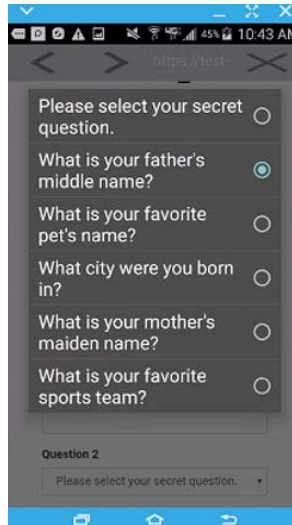 45% 10:43 AM
https://test-
Please select your secret
question.
What is your father's
middle name?
What is your favorite
pet's name?
What city were you born
in?
What is your mother's
maiden name?
What is your favorite
sports team?
Question 2
Please select your secret question.